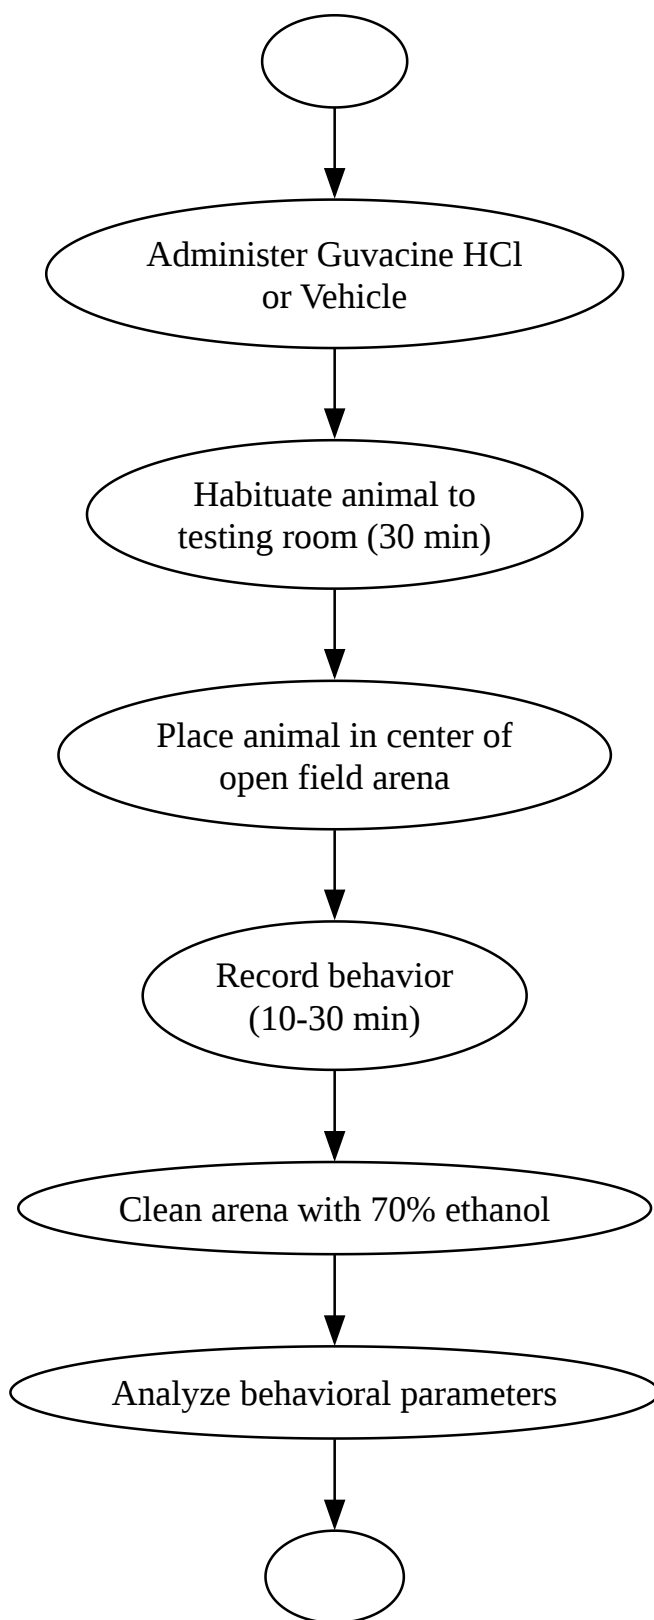 Administer Guvacine HCl
or Vehicle
Habituate animal to
testing room (30 min)
Place animal in center of
open field arena
Record behavior
(10-30 min)
Clean arena with 70% ethanol
Analyze behavioral parameters